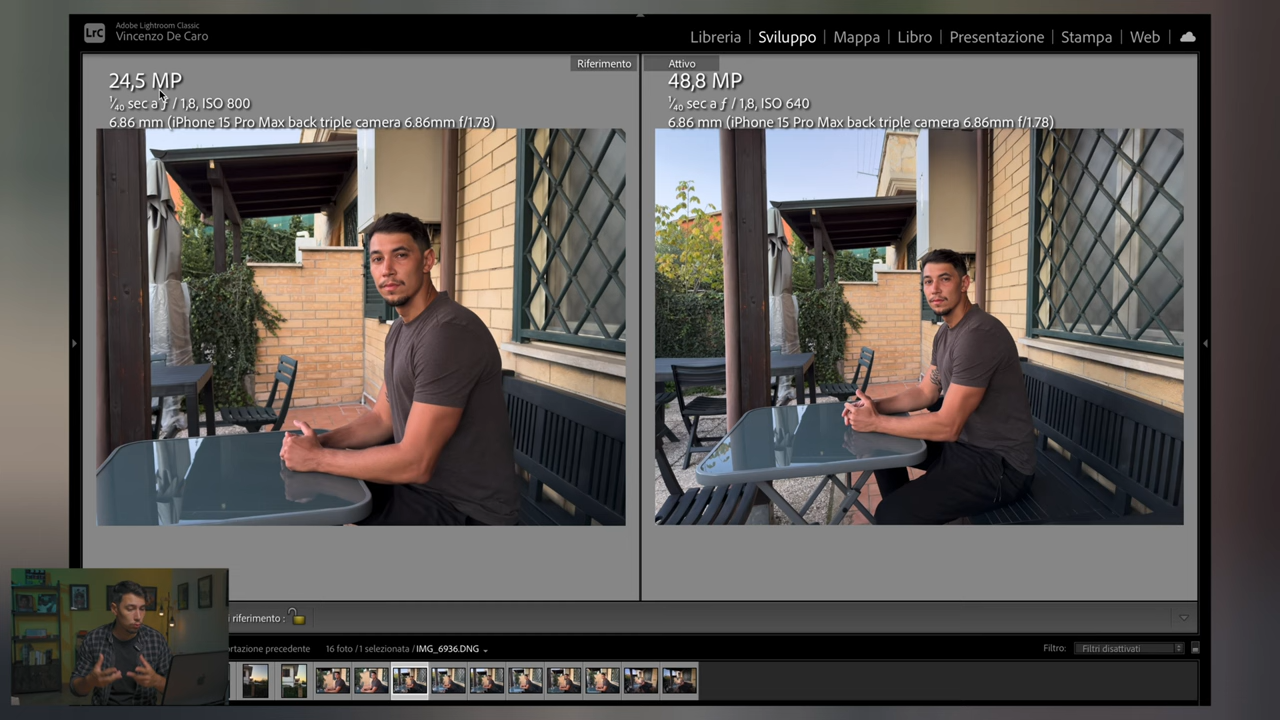 LrC
Adobe Lightroom Classic
Vincenzo De Caro
Libreria | Sviluppo | Mappa | Libro | Presentazione | Stampa | Web |
Riferimento
24,5 MP
1/40 sec a ƒ / 1,8, ISO 800
6.86 mm (iPhone 15 Pro Max back triple camera 6.86mm f/1.78)
Attivo
48,8 MP
1/40 sec a ƒ / 1,8, ISO 640
6.86 mm (iPhone 15 Pro Max back triple camera 6.86mm f/1.78)
riferimento :
precedente
16 foto / 1 selezionata / IMG_6936.DNG
Filtro:
Filtri disattivati